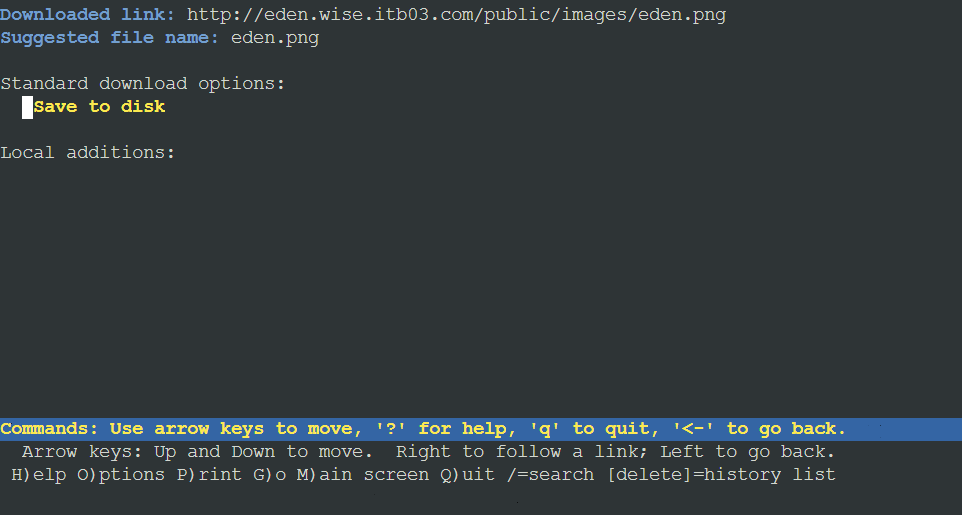 Downloaded link: http://eden.wise.itb03.com/public/images/eden.png
Suggested file name: eden.png
Standard download options:
Save to disk
Local additions:
Commands: Use arrow keys to move, '?' for help, 'q' to quit, '<-' to go back.
Arrow keys: Up and Down to move.  Right to follow a link; Left to go back.
H)elp O)ptions P)rint G)o M)ain screen Q)uit /=search [delete]=history list